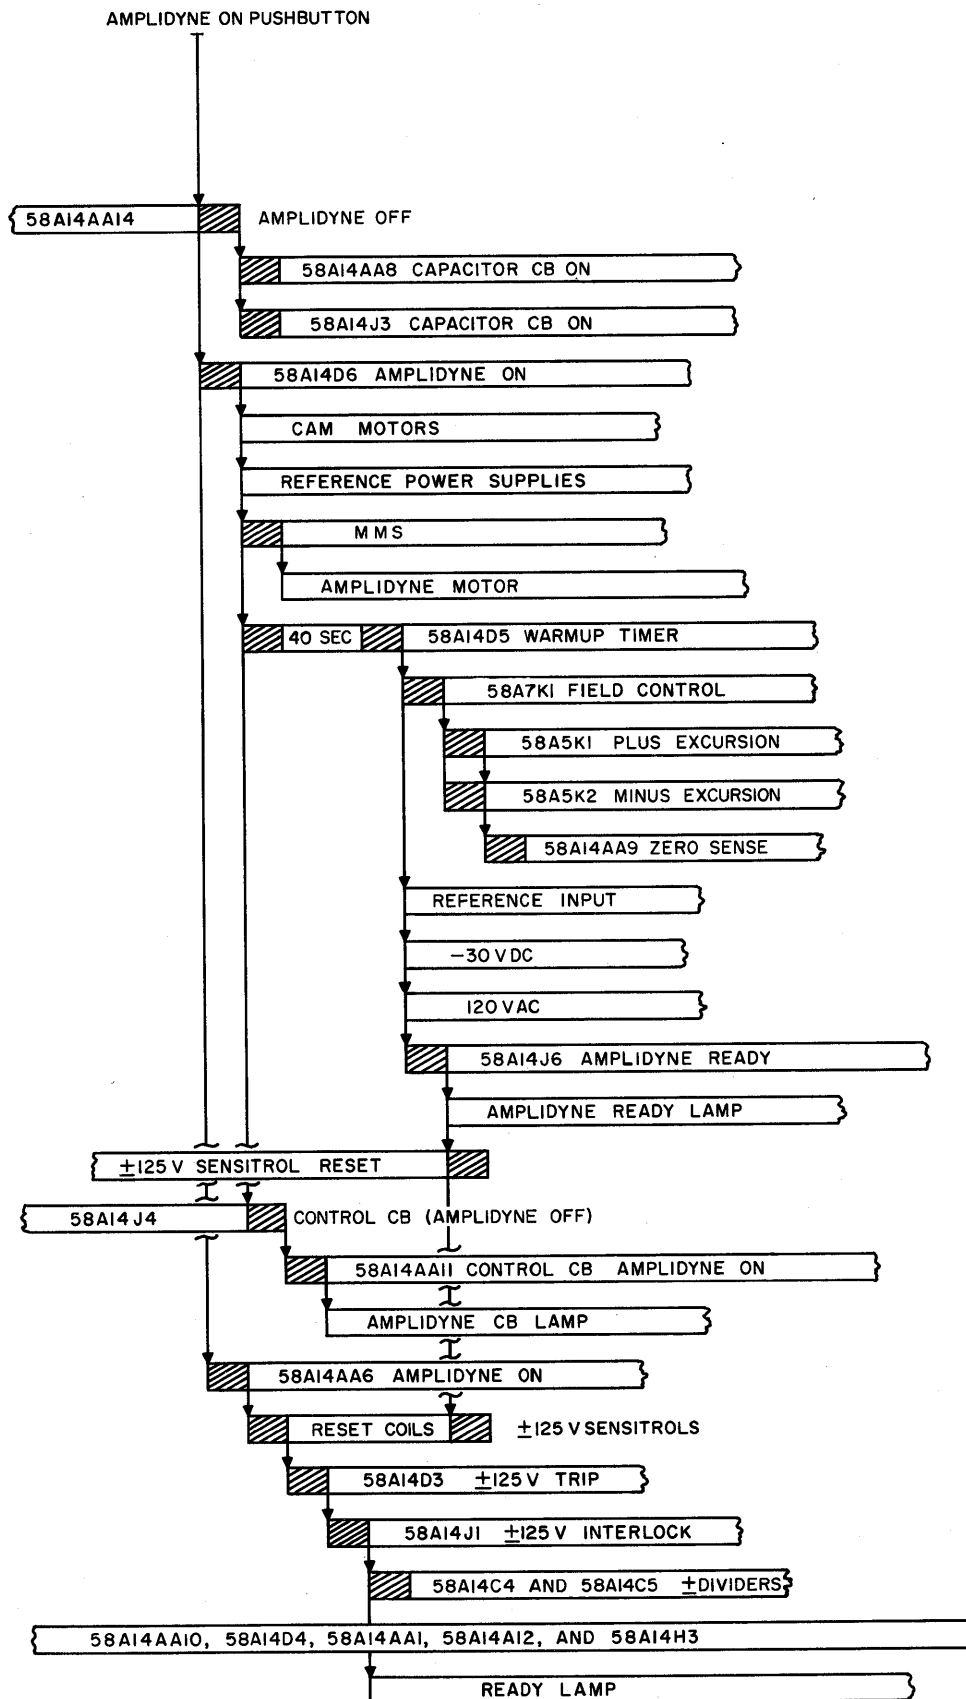 AMPLIDYNE ON PUSHBUTTON
58A14AA14 AMPLIDYNE OFF
58A14AA8 CAPACITOR CB ON
58A14J3 CAPACITOR CB ON
58A14D6 AMPLIDYNE ON
CAM MOTORS
REFERENCE POWER SUPPLIES
MMS
AMPLIDYNE MOTOR
40 SEC 58A14D5 WARMUP TIMER
58A7K1 FIELD CONTROL
58A5K1 PLUS EXCURSION
58A5K2 MINUS EXCURSION
58A14AA9 ZERO SENSE
REFERENCE INPUT
-30 VDC
120 VAC
58A14J6 AMPLIDYNE READY
AMPLIDYNE READY LAMP
±125 V SENSITROL RESET
58A14J4 CONTROL CB (AMPLIDYNE OFF)
58A14AA11 CONTROL CB AMPLIDYNE ON
AMPLIDYNE CB LAMP
58A14AA6 AMPLIDYNE ON
RESET COILS ±125 V SENSITROLS
58A14D3 ±125 V TRIP
58A14J1 ±125 V INTERLOCK
58A14C4 AND 58A14C5 ±DIVIDERS
58A14AA10, 58A14D4, 58A14AA1, 58A14A12, AND 58A14H3
READY LAMP